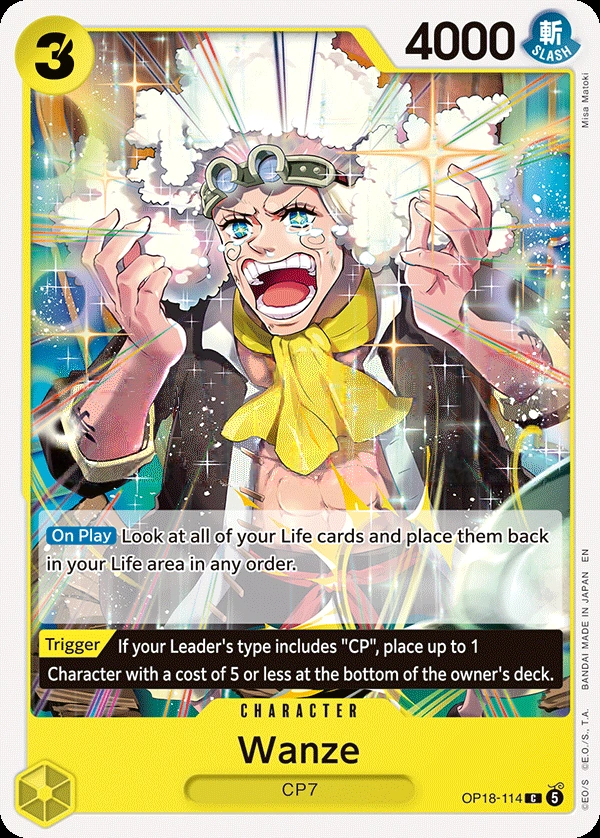 3
4000
斬
SLASH
Misa Matoki
On Play Look at all of your Life cards and place them back
in your Life area in any order.
Trigger If your Leader's type includes "CP", place up to 1
Character with a cost of 5 or less at the bottom of the owner's deck.
CHARACTER
Wanze
CP7
OP18-114 C 5
©EO/S ©E.O./S., T.A. BANDAI MADE IN JAPAN EN